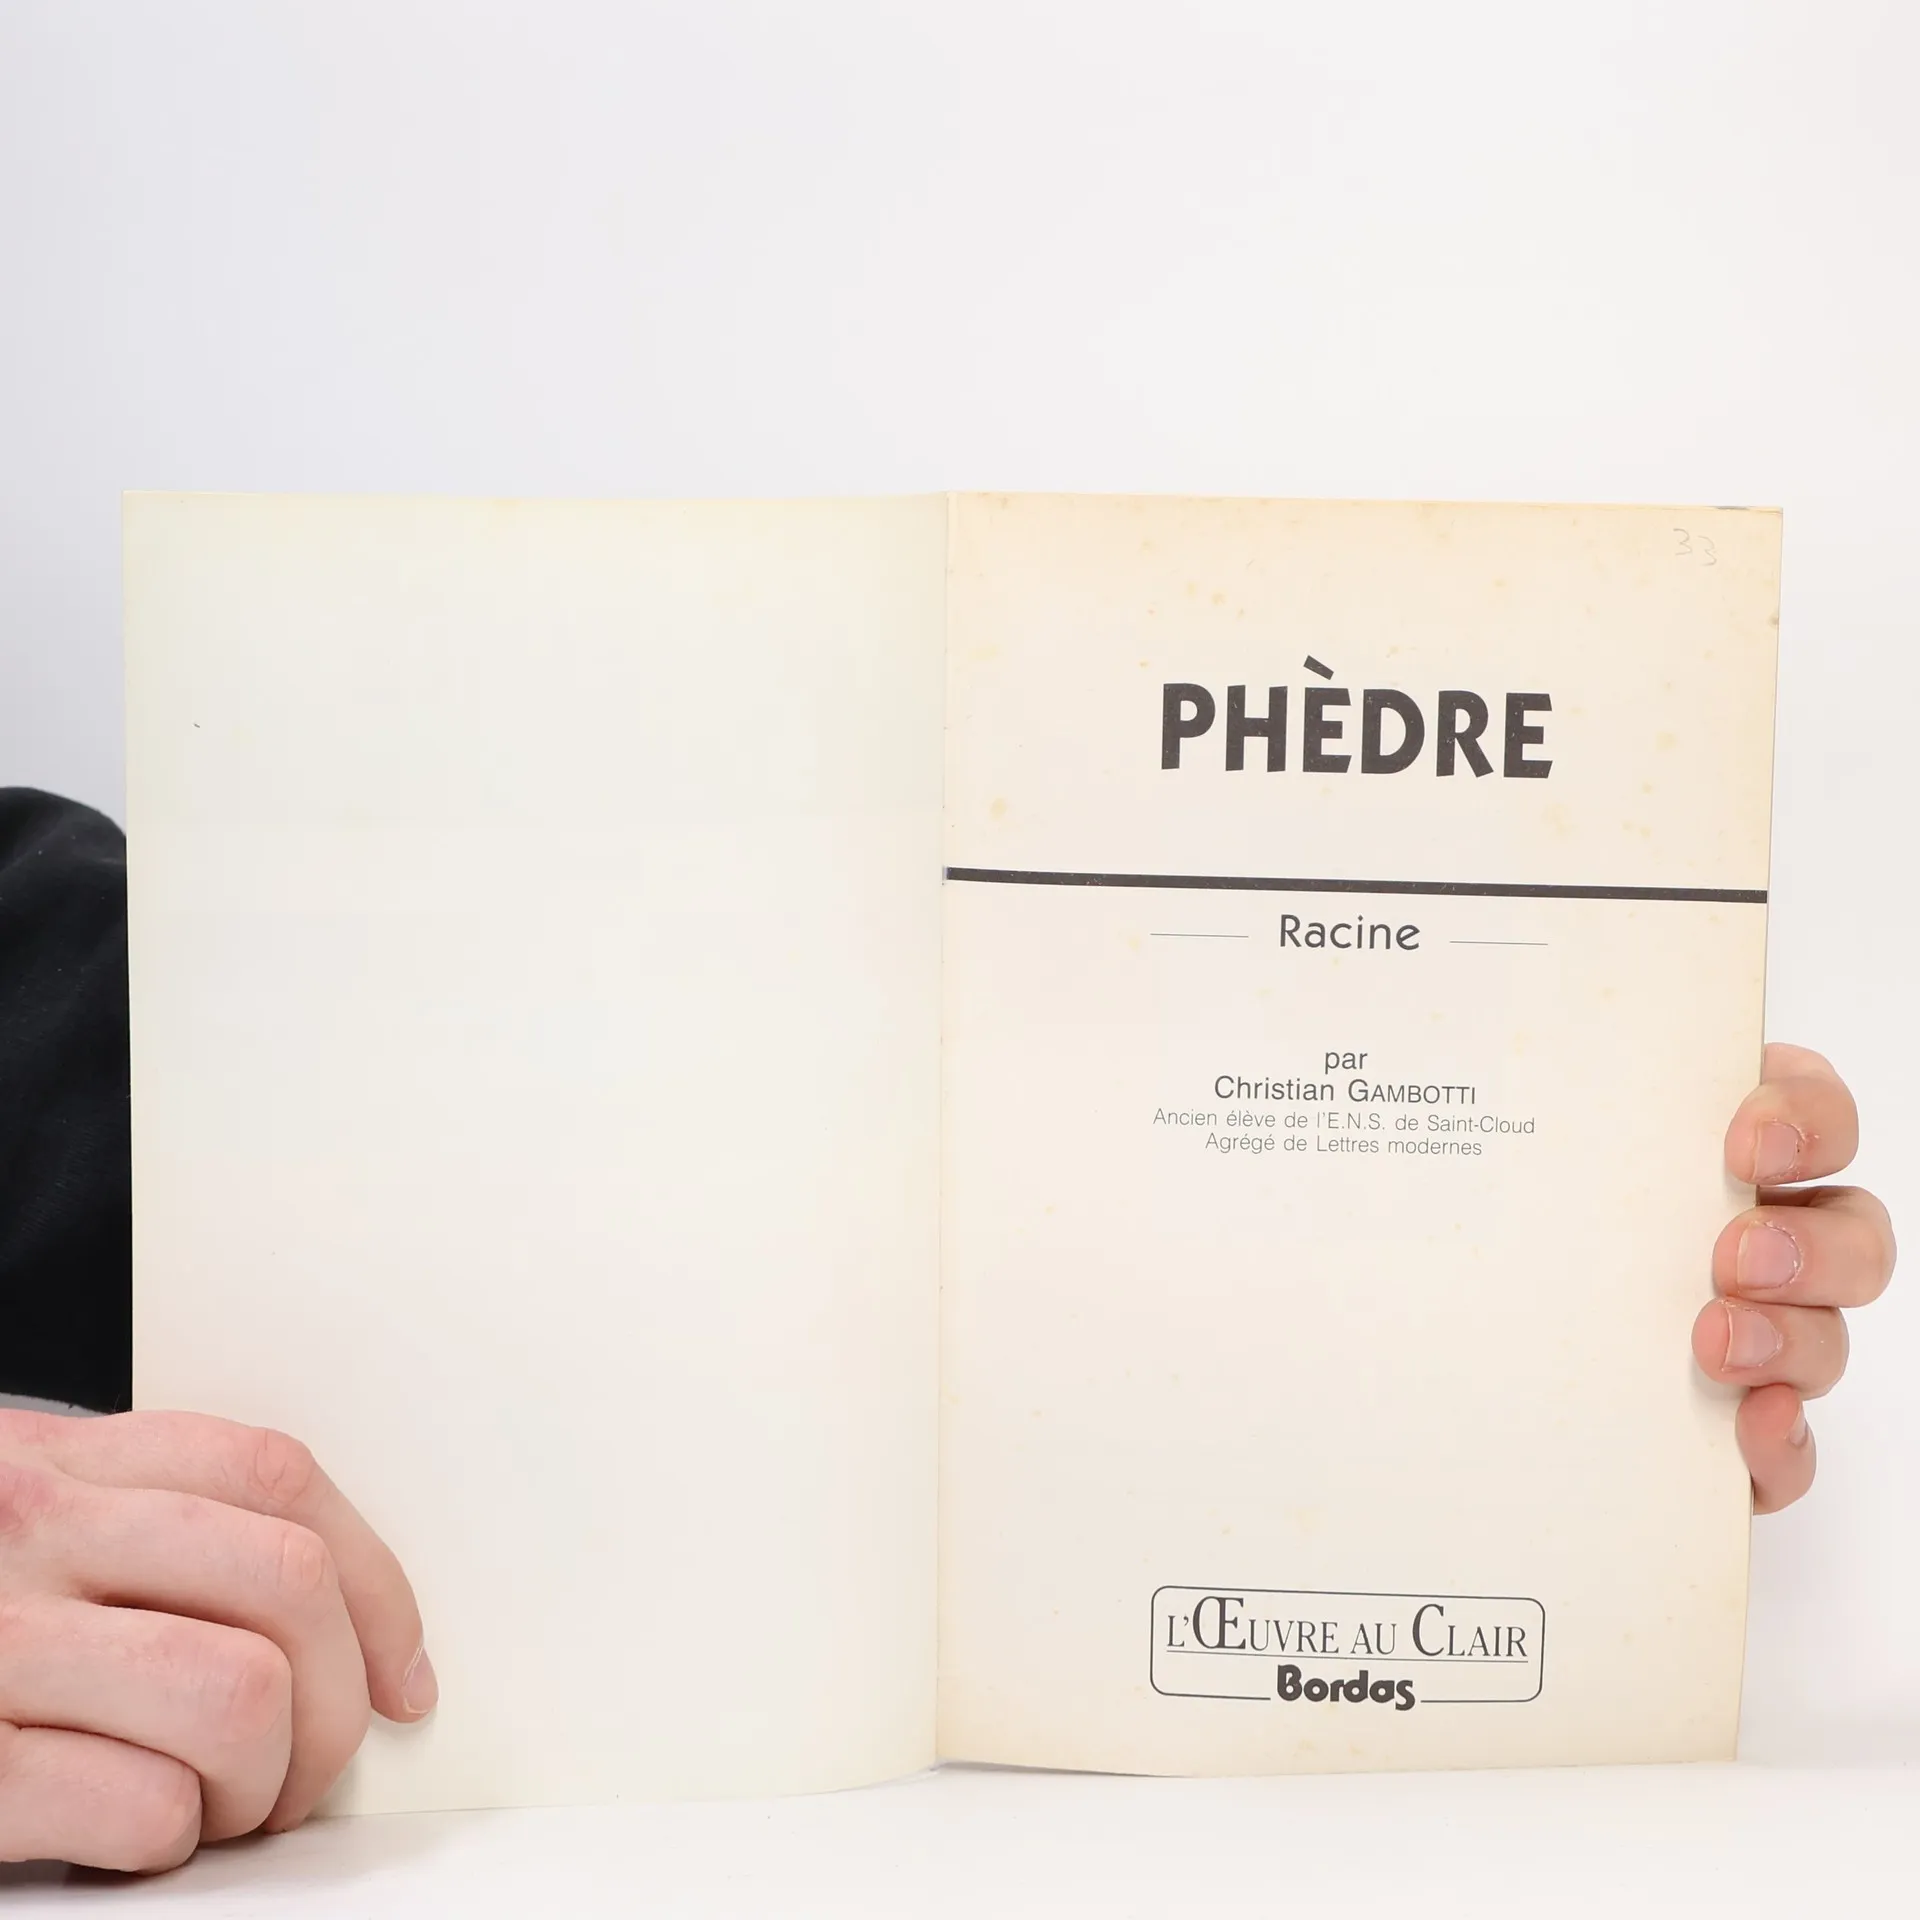 PHÈDRE
Racine
par
Christian GAMBOTTI
Ancien élève de l'E.N.S. de Saint-Cloud
Agrégé de Lettres modernes
L'ŒUVRE AU CLAIR
Bordas